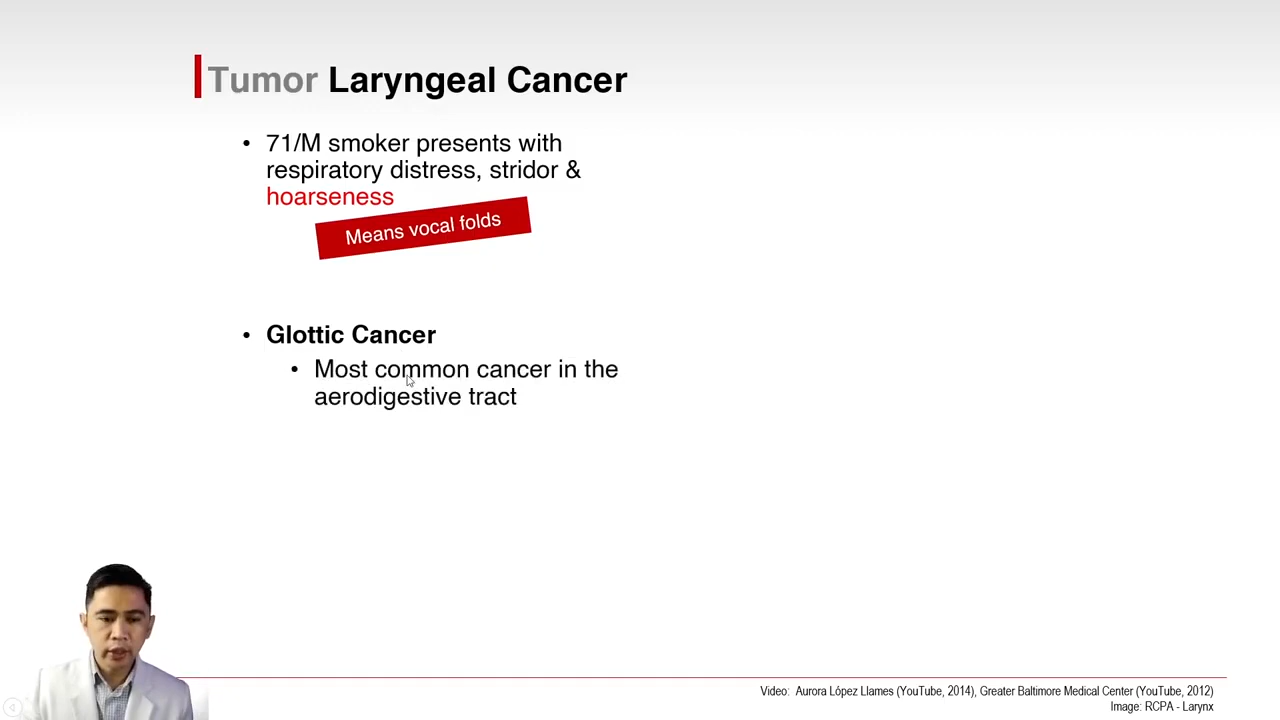 Tumor Laryngeal Cancer
• 71/M smoker presents with
respiratory distress, stridor &
hoarseness
Means vocal folds
• Glottic Cancer
• Most common cancer in the
aerodigestive tract
Video: Aurora López Llames (YouTube, 2014), Greater Baltimore Medical Center (YouTube, 2012)
Image: RCPA - Larynx